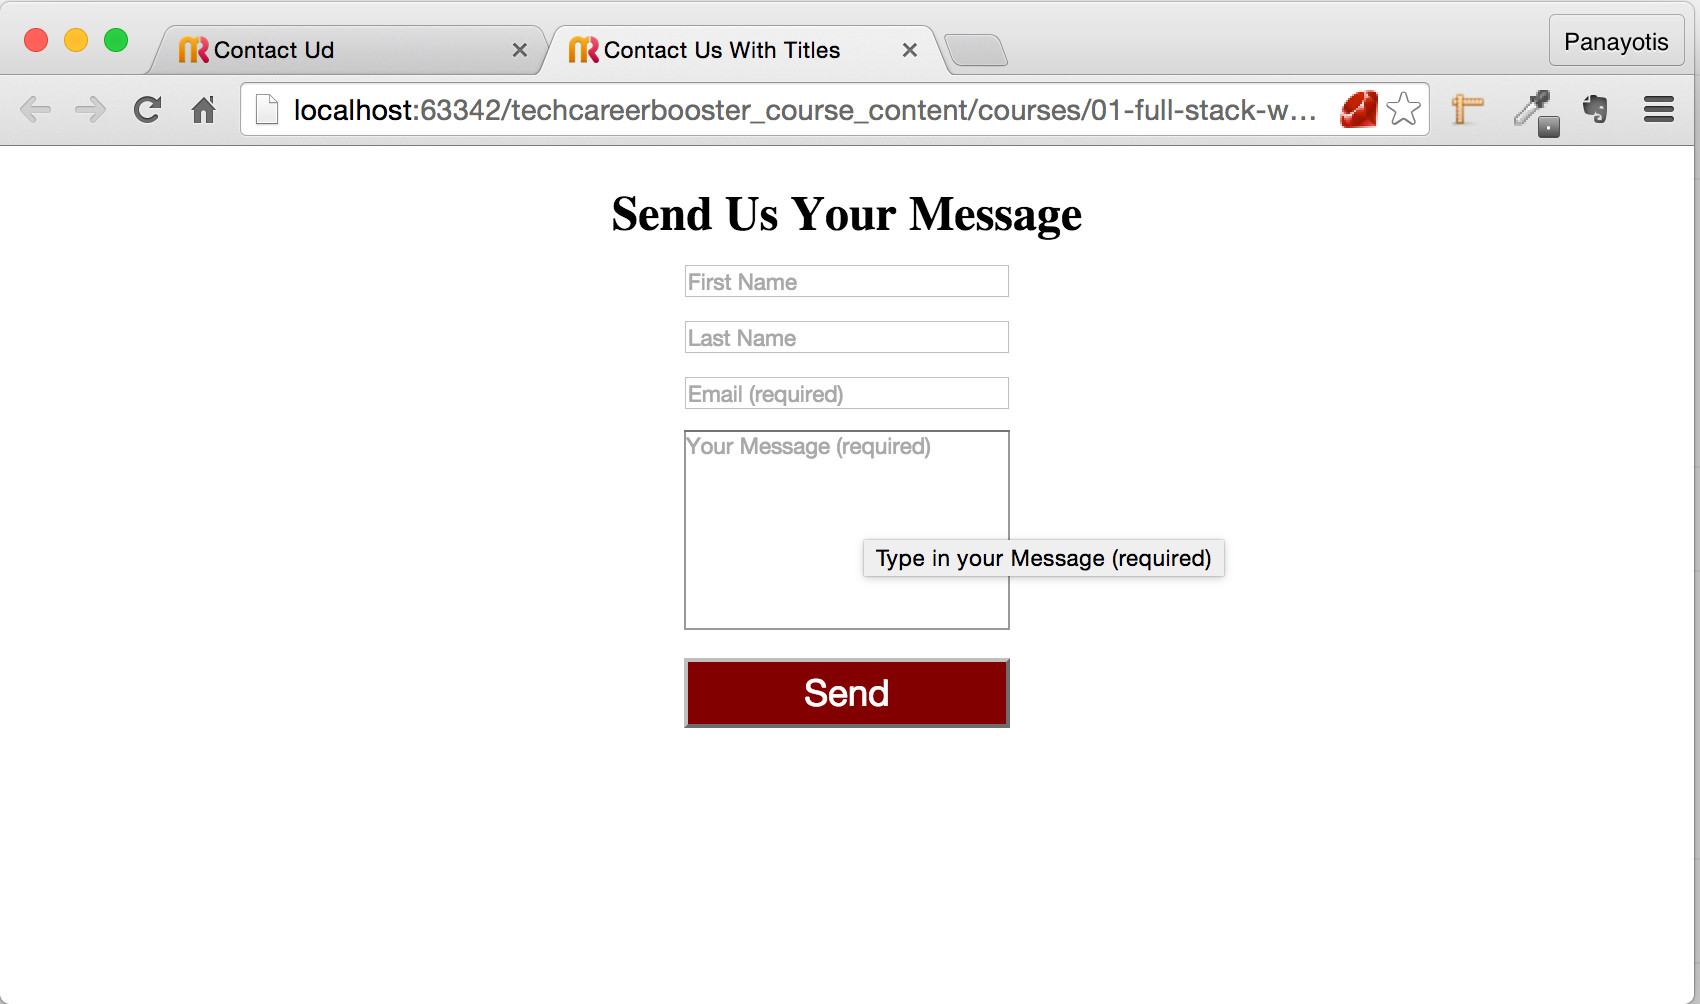 Contact Ud
Contact Us With Titles
Panayotis
localhost:63342/techcareerbooster_course_content/courses/01-full-stack-w...
Send Us Your Message
First Name
Last Name
Email (required)
Your Message (required)
Type in your Message (required)
Send